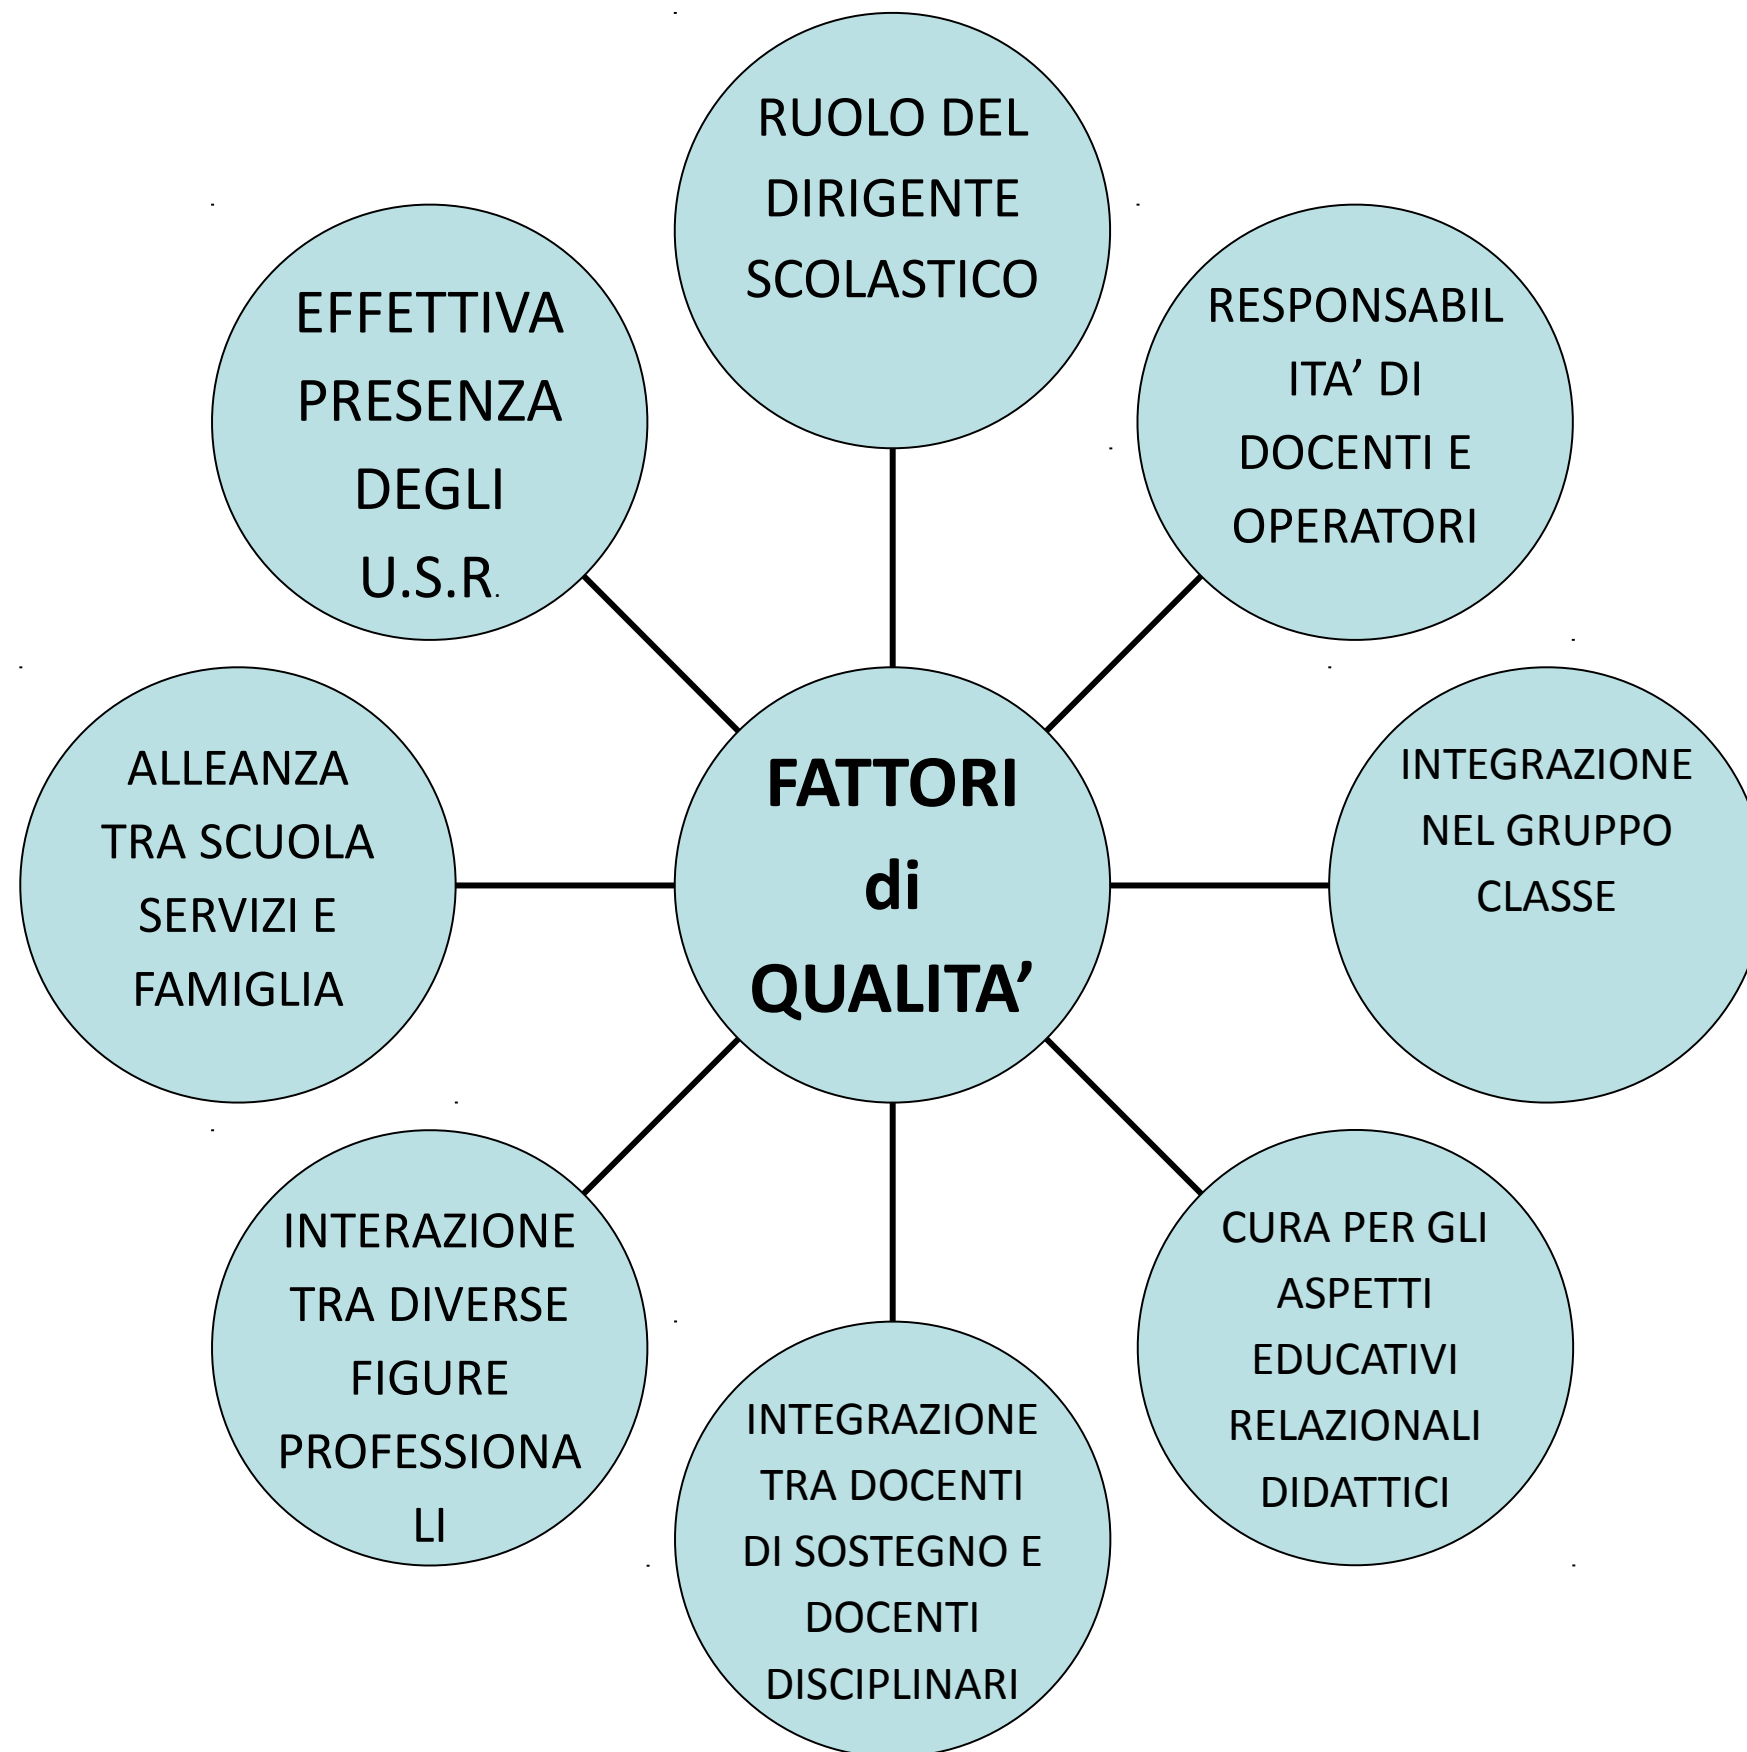 RUOLO DEL
DIRIGENTE
SCOLASTICO
RESPONSABIL
ITA’ DI
DOCENTI E
OPERATORI
INTEGRAZIONE
NEL GRUPPO
CLASSE
CURA PER GLI
ASPETTI
EDUCATIVI
RELAZIONALI
DIDATTICI
INTEGRAZIONE
TRA DOCENTI
DI SOSTEGNO E
DOCENTI
DISCIPLINARI
INTERAZIONE
TRA DIVERSE
FIGURE
PROFESSIONA
LI
ALLEANZA
TRA SCUOLA
SERVIZI E
FAMIGLIA
EFFETTIVA
PRESENZA
DEGLI
U.S.R.
FATTORI
di
QUALITA’